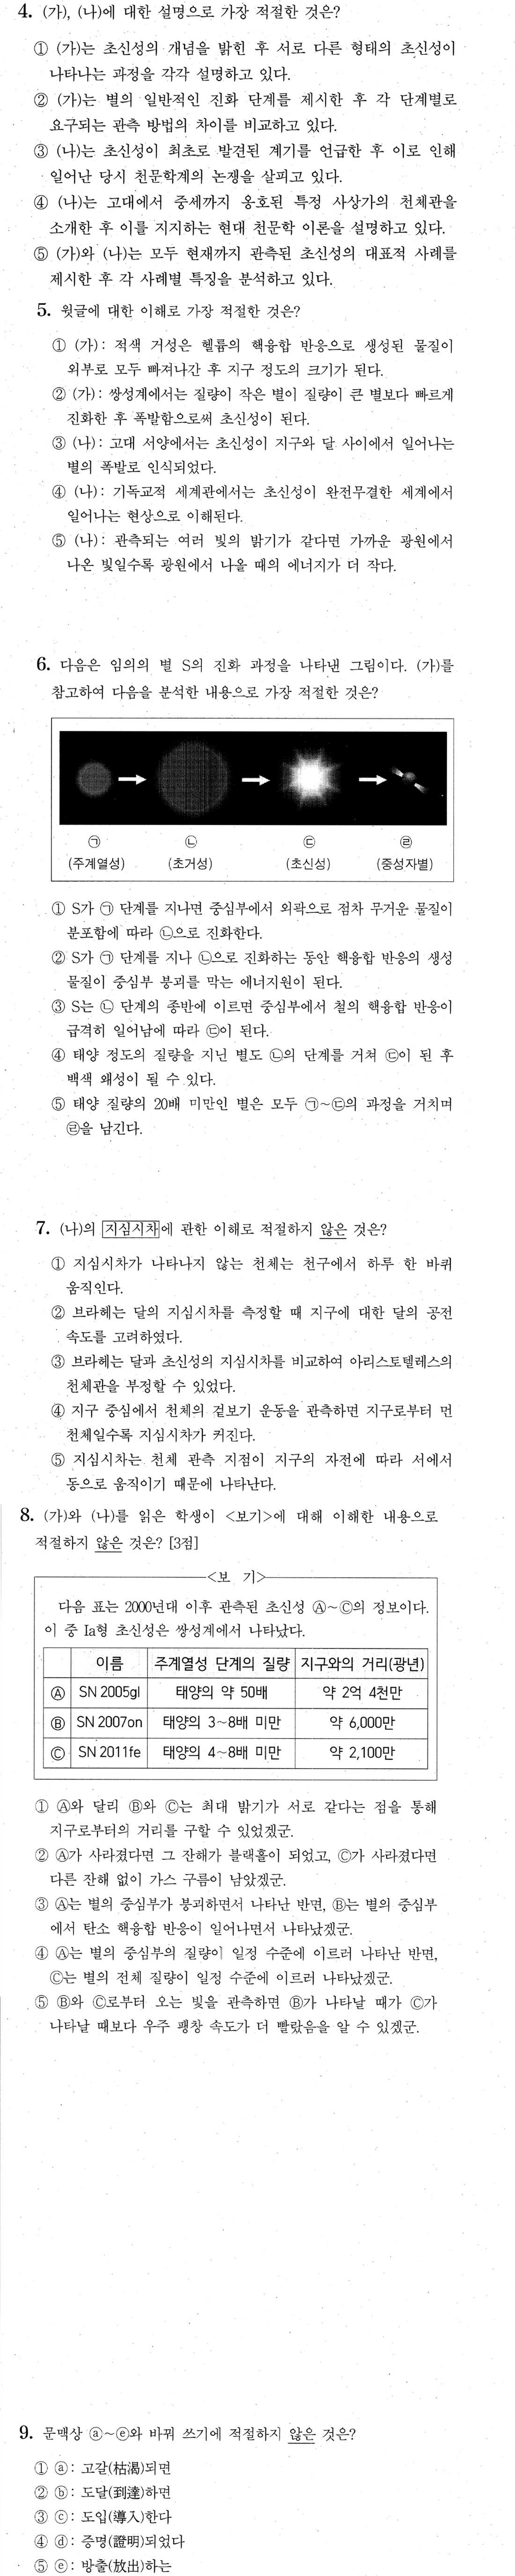 4. (가), (나)에 대한 설명으로 가장 적절한 것은?
① (가)는 초신성의 개념을 밝힌 후 서로 다른 형태의 초신성이
나타나는 과정을 각각 설명하고 있다.
② (가)는 별의 일반적인 진화 단계를 제시한 후 각 단계별로
요구되는 관측 방법의 차이를 비교하고 있다.
③ (나)는 초신성이 최초로 발견된 계기를 언급한 후 이로 인해
일어난 당시 천문학계의 논쟁을 살피고 있다.
④ (나)는 고대에서 중세까지 옹호된 특정 사상가의 천체관을
소개한 후 이를 지지하는 현대 천문학 이론을 설명하고 있다.
⑤ (가)와 (나)는 모두 현재까지 관측된 초신성의 대표적 사례를
제시한 후 각 사례별 특징을 분석하고 있다.
5. 윗글에 대한 이해로 가장 적절한 것은?
① (가): 적색 거성은 헬륨의 핵융합 반응으로 생성된 물질이
외부로 모두 빠져나간 후 지구 정도의 크기가 된다.
② (가): 쌍성계에서는 질량이 작은 별이 질량이 큰 별보다 빠르게
진화한 후 폭발함으로써 초신성이 된다.
③ (나): 고대 서양에서는 초신성이 지구와 달 사이에서 일어나는
별의 폭발로 인식되었다.
④ (나): 기독교적 세계관에서는 초신성이 완전무결한 세계에서
일어나는 현상으로 이해된다.
⑤ (나): 관측되는 여러 빛의 밝기가 같다면 가까운 광원에서
나온 빛일수록 광원에서 나올 때의 에너지가 더 작다.
6. 다음은 임의의 별 S의 진화 과정을 나타낸 그림이다. (가)를
참고하여 다음을 분석한 내용으로 가장 적절한 것은?
㉠ ㉡ ㉢ ㉣
(주계열성) (초거성) (초신성) (중성자별)
① S가 ㉠ 단계를 지나면 중심부에서 외곽으로 점차 무거운 물질이
분포함에 따라 ㉡으로 진화한다.
② S가 ㉠ 단계를 지나 ㉡으로 진화하는 동안 핵융합 반응의 생성
물질이 중심부 붕괴를 막는 에너지원이 된다.
③ S는 ㉡ 단계의 종반에 이르면 중심부에서 철의 핵융합 반응이
급격히 일어남에 따라 ㉢이 된다.
④ 태양 정도의 질량을 지닌 별도 ㉡의 단계를 거쳐 ㉢이 된 후
백색 왜성이 될 수 있다.
⑤ 태양 질량의 20배 미만인 별은 모두 ㉠~㉢의 과정을 거치며
㉣을 남긴다.
7. (나)의 지심시차에 관한 이해로 적절하지 않은 것은?
① 지심시차가 나타나지 않는 천체는 천구에서 하루 한 바퀴
움직인다.
② 브라헤는 달의 지심시차를 측정할 때 지구에 대한 달의 공전
속도를 고려하였다.
③ 브라헤는 달과 초신성의 지심시차를 비교하여 아리스토텔레스의
천체관을 부정할 수 있었다.
④ 지구 중심에서 천체의 겉보기 운동을 관측하면 지구로부터 먼
천체일수록 지심시차가 커진다.
⑤ 지심시차는 천체 관측 지점이 지구의 자전에 따라 서에서
동으로 움직이기 때문에 나타난다.
8. (가)와 (나)를 읽은 학생이 <보기>에 대해 이해한 내용으로
적절하지 않은 것은? [3점]
<보 기>
다음 표는 2000년대 이후 관측된 초신성 Ⓐ~Ⓒ의 정보이다.
이 중 Ia형 초신성은 쌍성계에서 나타났다.
이름 주계열성 단계의 질량 지구와의 거리(광년)
Ⓐ SN 2005gl 태양의 약 50배 약 2억 4천만
Ⓑ SN 2007on 태양의 3~8배 미만 약 6,000만
Ⓒ SN 2011fe 태양의 4~8배 미만 약 2,100만
① Ⓐ와 달리 Ⓑ와 Ⓒ는 최대 밝기가 서로 같다는 점을 통해
지구로부터의 거리를 구할 수 있었겠군.
② Ⓐ가 사라졌다면 그 잔해가 블랙홀이 되었고, Ⓒ가 사라졌다면
다른 잔해 없이 가스 구름이 남았겠군.
③ Ⓐ는 별의 중심부가 붕괴하면서 나타난 반면, Ⓑ는 별의 중심부
에서 탄소 핵융합 반응이 일어나면서 나타났겠군.
④ Ⓐ는 별의 중심부의 질량이 일정 수준에 이르러 나타난 반면,
Ⓒ는 별의 전체 질량이 일정 수준에 이르러 나타났겠군.
⑤ Ⓑ와 Ⓒ로부터 오는 빛을 관측하면 Ⓑ가 나타날 때가 Ⓒ가
나타날 때보다 우주 팽창 속도가 더 빨랐음을 알 수 있겠군.
9. 문맥상 ⓐ~ⓔ와 바꿔 쓰기에 적절하지 않은 것은?
① ⓐ: 고갈(枯渴)되면
② ⓑ: 도달(到達)하면
③ ⓒ: 도입(導入)한다
④ ⓓ: 증명(證明)되었다
⑤ ⓔ: 방출(放出)하는